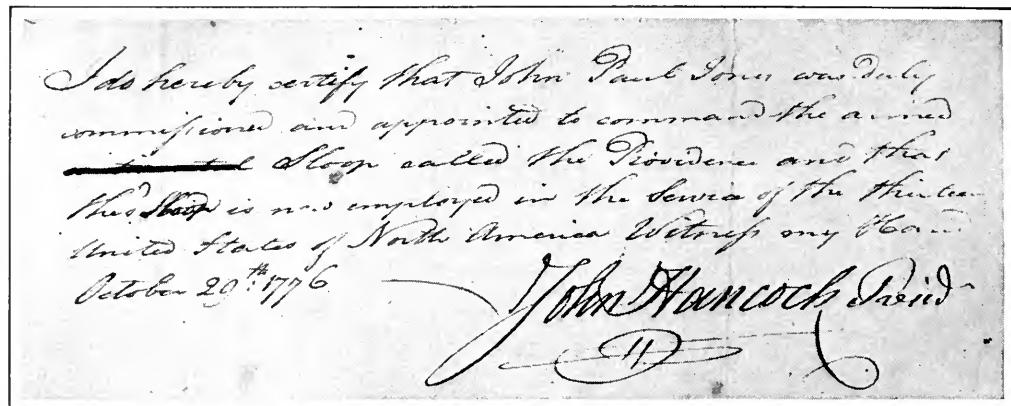 I do hereby certify that John Paul Jones was duly
commissioned and appointed to command the armed
Sloop called the Providence and that
the sd Sloop is now employed in the Service of the thirteen
United States of North America Witness my Hand
October 29th: 1776
John Hancock Presidt